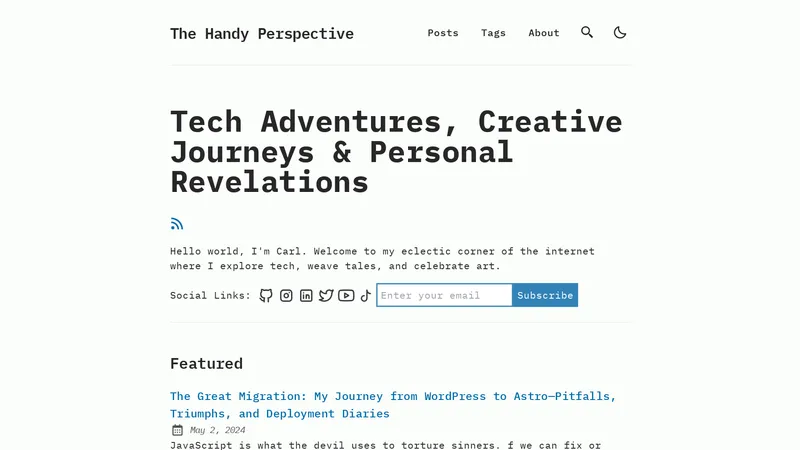 The Handy Perspective
Posts
Tags
About
Tech Adventures, Creative
Journeys & Personal
Revelations
Hello world, I'm Carl. Welcome to my eclectic corner of the internet
where I explore tech, weave tales, and celebrate art.
Social Links:
Enter your email
Subscribe
Featured
The Great Migration: My Journey from WordPress to Astro—Pitfalls,
Triumphs, and Deployment Diaries
May 2, 2024
JavaScript is what the devil uses to torture sinners. f we can fix or